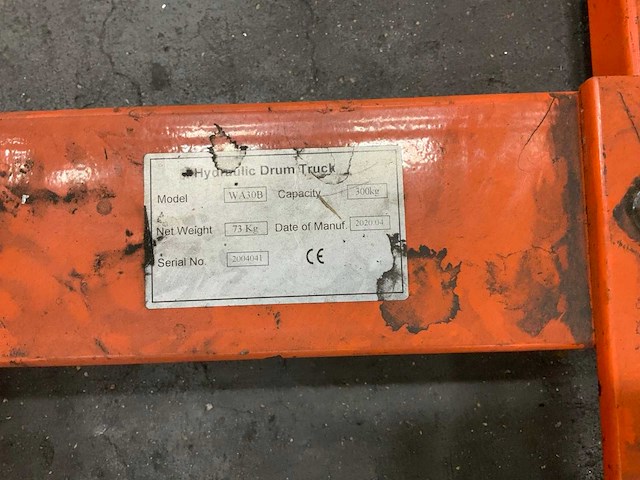 Hydraulic Drum Truck
Model WA30B Capacity 300kg
Net Weight 73 Kg Date of Manuf. 2020/04
Serial No. 2004041 CE